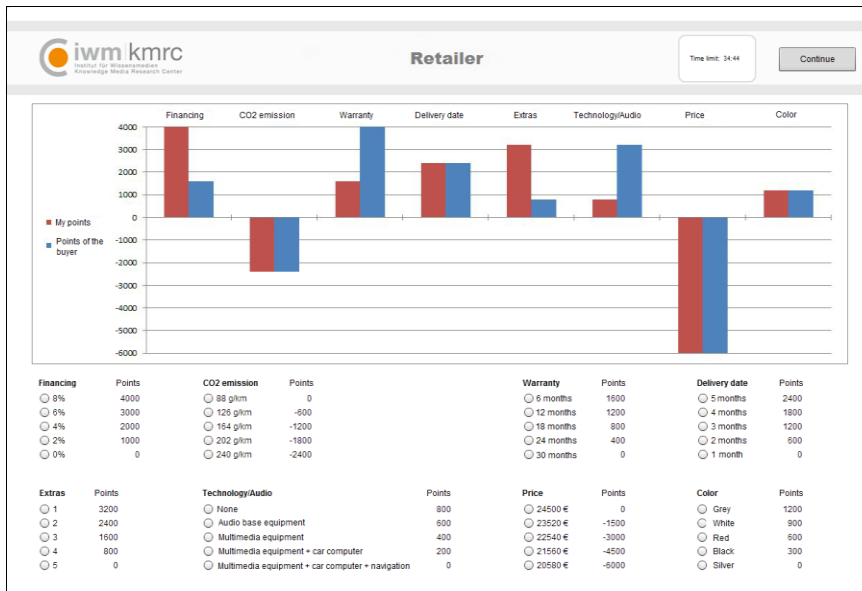 iwm|kmrc
Institut für Wissensmedien
Knowledge Media Research Center
Retailer
Time limit: 34:44
Continue
Financing CO2 emission Warranty Delivery date Extras Technology/Audio Price Color
4000
3000
2000
1000
0
-1000
-2000
-3000
-4000
-5000
-6000
My points
Points of the
buyer
Financing Points CO2 emission Points Warranty Points Delivery date Points
8% 4000 88 g/km 0 6 months 1600 5 months 2400
6% 3000 126 g/km -600 12 months 1200 4 months 1800
4% 2000 164 g/km -1200 18 months 800 3 months 1200
2% 1000 202 g/km -1800 24 months 400 2 months 600
0% 0 240 g/km -2400 30 months 0 1 month 0
Extras Points Technology/Audio Points Price Points Color Points
1 3200 None 800 24500 € 0 Grey 1200
2 2400 Audio base equipment 600 23520 € -1500 White 900
3 1600 Multimedia equipment 400 22540 € -3000 Red 600
4 800 Multimedia equipment + car computer 200 21560 € -4500 Black 300
5 0 Multimedia equipment + car computer + navigation 0 20580 € -6000 Silver 0